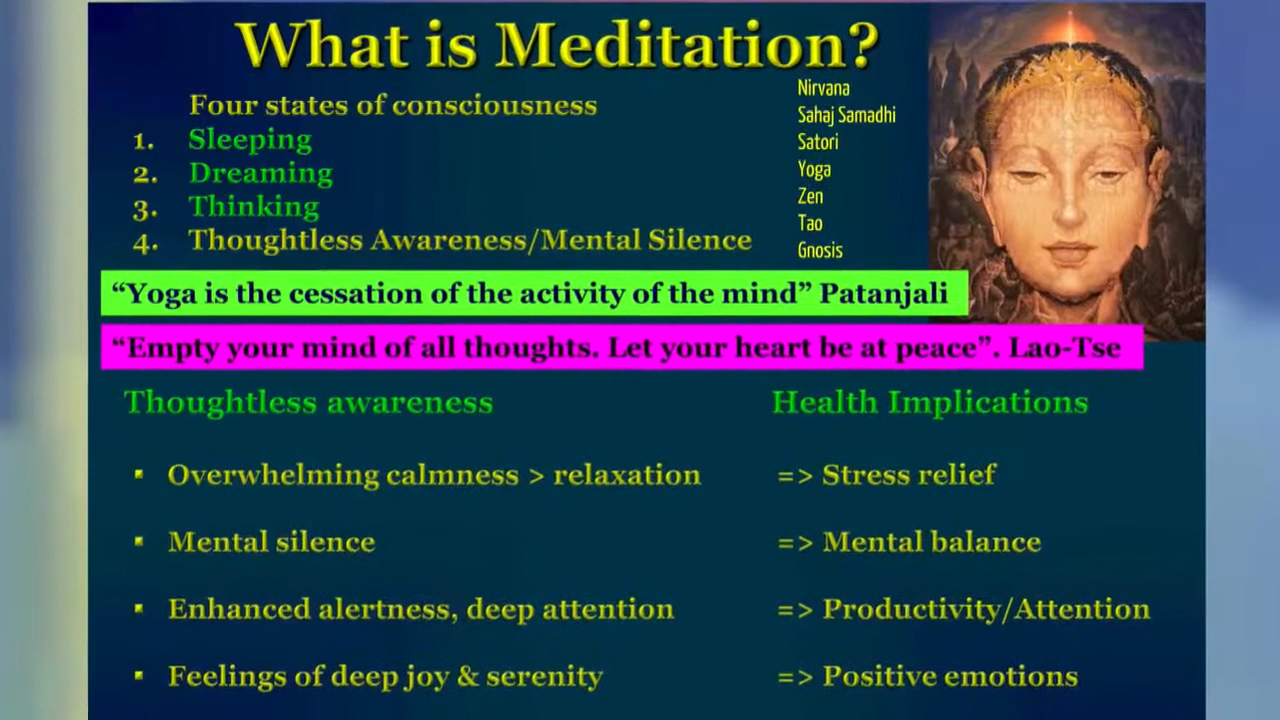 What is Meditation?
Four states of consciousness
1. Sleeping
2. Dreaming
3. Thinking
4. Thoughtless Awareness/Mental Silence
Nirvana
Sahaj Samadhi
Satori
Yoga
Zen
Tao
Gnosis
“Yoga is the cessation of the activity of the mind” Patanjali
“Empty your mind of all thoughts. Let your heart be at peace”. Lao-Tse
Thoughtless awareness
Health Implications
▪ Overwhelming calmness > relaxation => Stress relief
▪ Mental silence => Mental balance
▪ Enhanced alertness, deep attention => Productivity/Attention
▪ Feelings of deep joy & serenity => Positive emotions